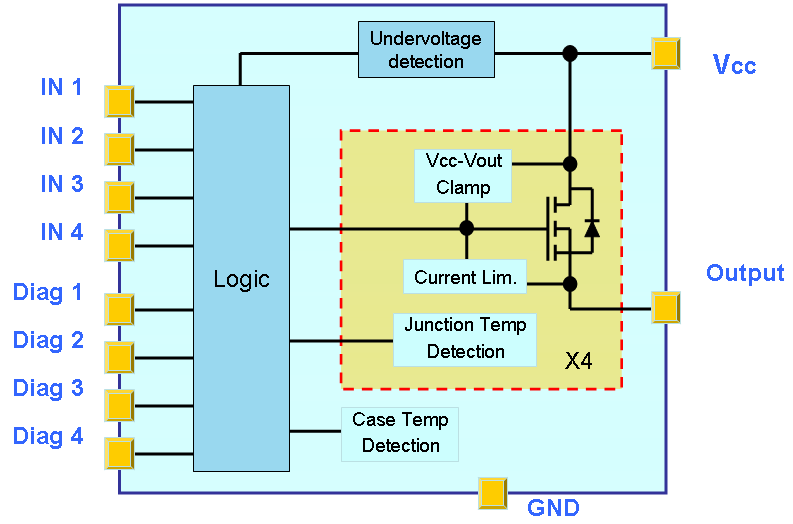 Undervoltage
detection
Vcc
IN 1
IN 2
IN 3
IN 4
Diag 1
Diag 2
Diag 3
Diag 4
Logic
Vcc-Vout
Clamp
Current Lim.
Junction Temp
Detection
X4
Case Temp
Detection
Output
GND